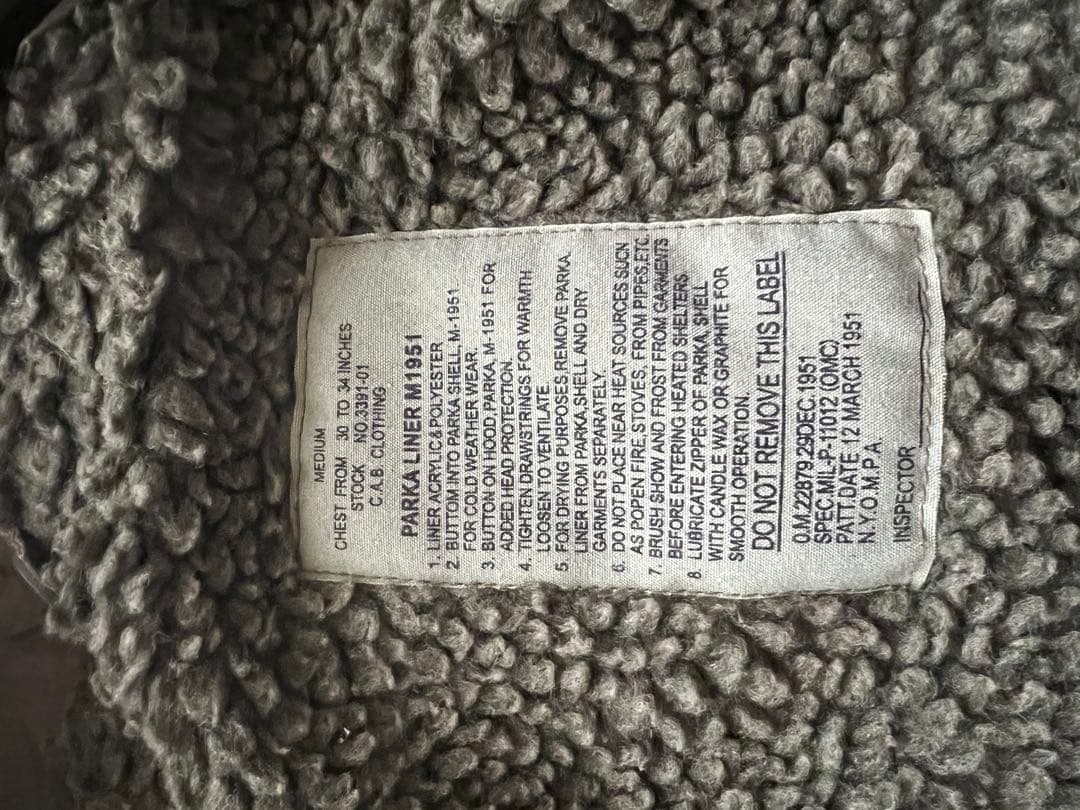 MEDIUM
CHEST FROM 30 TO 34 INCHES
STOCK NO.3391-01
C.A.B. CLOTHING
PARKA LINER M1951
1. LINER ACRYLIC&POLYESTER
2. BUTTOM INTO PARKA SHELL, M-1951
FOR COLD WEATHER WEAR.
3 BUTTON ON HOOD PARKA, M-1951 FOR
ADDED HEAD PROTECTION.
4. TIGHTEN DRAWSTRINGS FOR WARMTH
LOOSEN TO VENTILATE
5. FOR DRYING PURPOSES.REMOVE PARKA.
LINER FROM PARKA,SHELL AND DRY
GARMENTS SEPARATELY.
6. DO NOT PLACE NEAR HEAT SOURCES SUCN
AS POPEN FIRE, STOVES, FROM PIPES,ETC.
7. BRUSH SHOW AND FROST FROM GARMENTS
BEFORE ENTERING HEATED SHELTERS.
8. LUBRICATE ZIPPER OF PARKA SHELL
WITH CANDLE WAX OR GRAPHITE FOR
SMOOTH OPERATION.
DO NOT REMOVE THIS LABEL
O.M.22879 29DEC.1951
SPEC.MIL-P-11012 (OMC)
PATT.DATE 12 MARCH 1951
N.Y.O.M.P.A
INSPECTOR